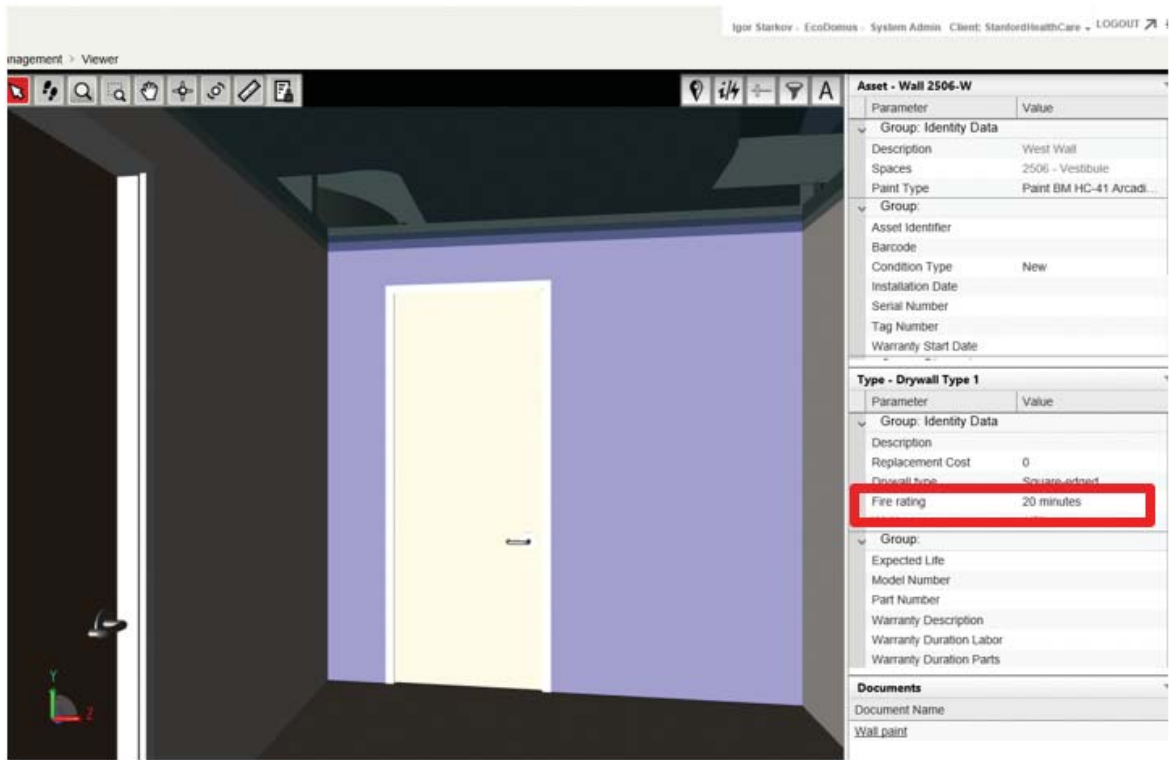 Igor Starkov - EcoDomus - System Admin Client: StanfordHealthCare LOGOUT
nagement > Viewer
A
Asset - Wall 2506-W
Parameter Value
Group: Identity Data
Description West Wall
Spaces 2506 - Vestibule
Paint Type Paint BM HC-41 Arcadi...
Group:
Asset Identifier
Barcode
Condition Type New
Installation Date
Serial Number
Tag Number
Warranty Start Date
Type - Drywall Type 1
Parameter Value
Group: Identity Data
Description
Replacement Cost 0
Drywall type Square-edged
Fire rating 20 minutes
Group:
Expected Life
Model Number
Part Number
Warranty Description
Warranty Duration Labor
Warranty Duration Parts
Documents
Document Name
Wall paint
Y
Z